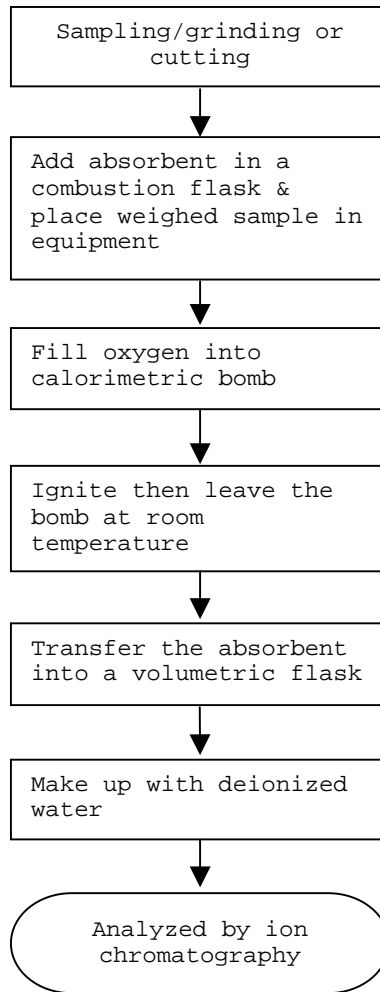 Sampling/grinding or
cutting
Add absorbent in a
combustion flask &
place weighed sample in
equipment
Fill oxygen into
calorimetric bomb
Ignite then leave the
bomb at room
temperature
Transfer the absorbent
into a volumetric flask
Make up with deionized
water
Analyzed by ion
chromatography